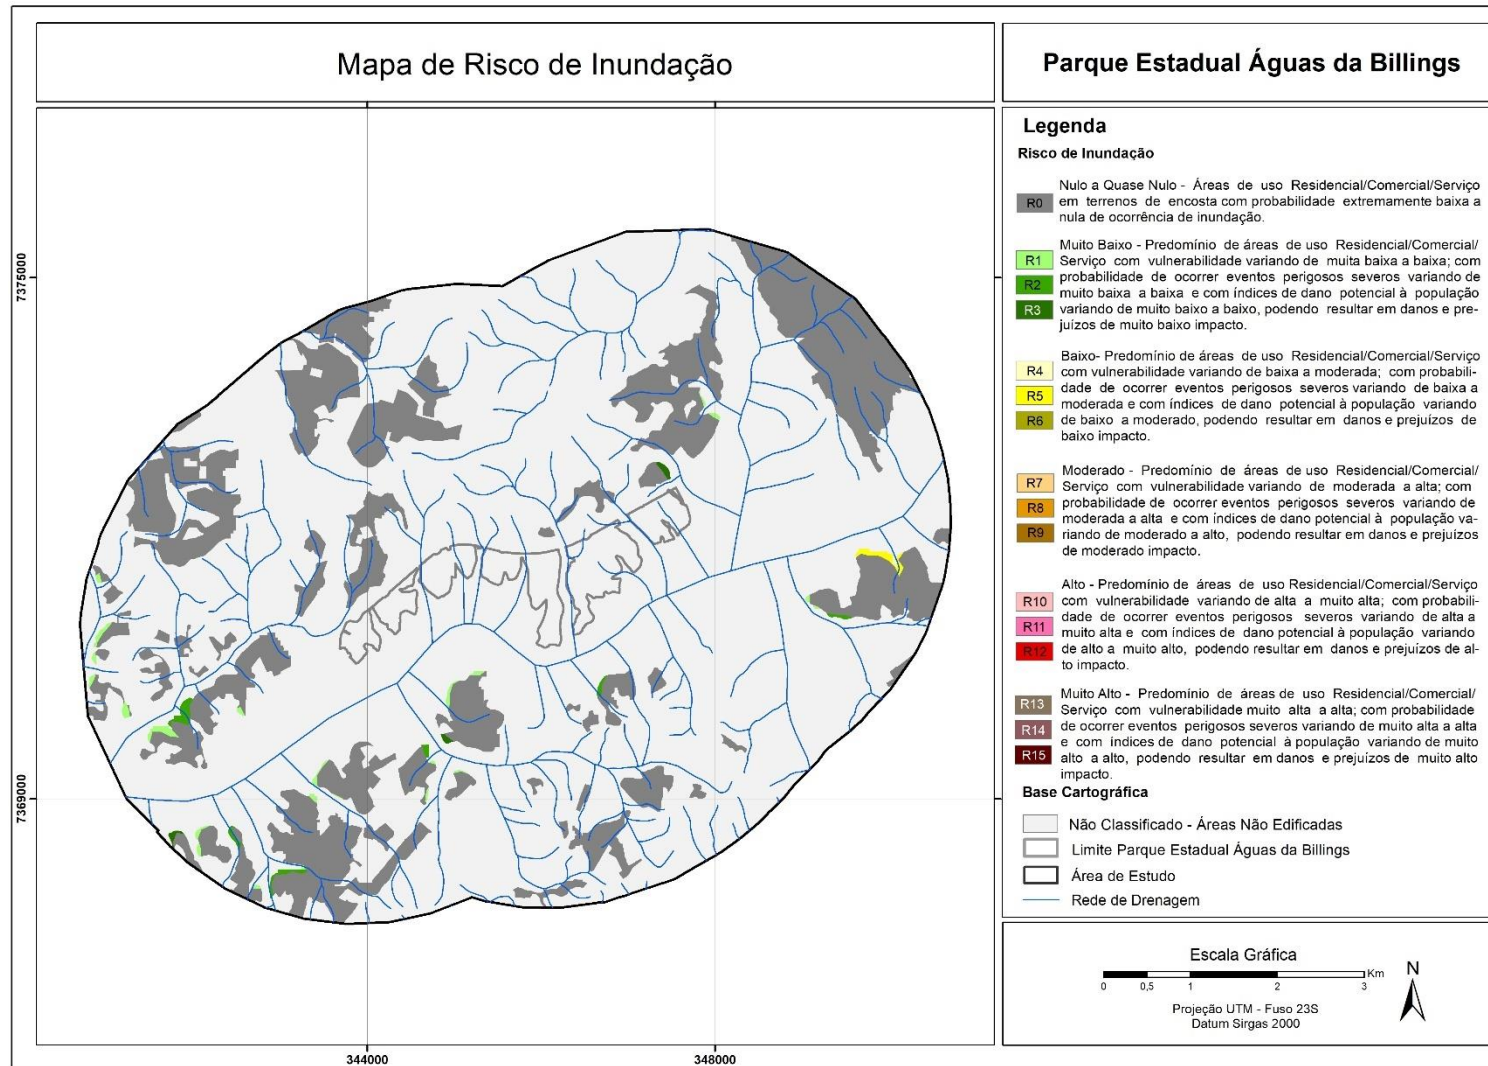 Mapa de Risco de Inundação
Parque Estadual Águas da Billings
Legenda
Risco de Inundação
R0
Nulo a Quase Nulo - Áreas de uso Residencial/Comercial/Serviço
em terrenos de encosta com probabilidade extremamente baixa a
nula de ocorrência de inundação.
R1
R2
R3
Muito Baixo - Predomínio de áreas de uso Residencial/Comercial/
Serviço com vulnerabilidade variando de muita baixa a baixa; com
probabilidade de ocorrer eventos perigosos severos variando de
muito baixa a baixa e com índices de dano potencial à população
variando de muito baixo a baixo, podendo resultar em danos e pre-
juízos de muito baixo impacto.
R4
R5
R6
Baixo- Predomínio de áreas de uso Residencial/Comercial/Serviço
com vulnerabilidade variando de baixa a moderada; com probabili-
dade de ocorrer eventos perigosos severos variando de baixa a
moderada e com índices de dano potencial à população variando
de baixo a moderado, podendo resultar em danos e prejuízos de
baixo impacto.
R7
R8
R9
Moderado - Predomínio de áreas de uso Residencial/Comercial/
Serviço com vulnerabilidade variando de moderada a alta; com
probabilidade de ocorrer eventos perigosos severos variando de
moderada a alta e com índices de dano potencial à população va-
riando de moderado a alto, podendo resultar em danos e prejuízos
de moderado impacto.
R10
R11
R12
Alto - Predomínio de áreas de uso Residencial/Comercial/Serviço
com vulnerabilidade variando de alta a muito alta; com probabili-
dade de ocorrer eventos perigosos severos variando de alta a
muito alta e com índices de dano potencial à população variando
de alto a muito alto, podendo resultar em danos e prejuízos de al-
to impacto.
R13
R14
R15
Muito Alto - Predomínio de áreas de uso Residencial/Comercial/
Serviço com vulnerabilidade muito alta a alta; com probabilidade
de ocorrer eventos perigosos severos variando de muito alta a alta
e com índices de dano potencial à população variando de muito
alto a alto, podendo resultar em danos e prejuízos de muito alto
impacto.
Base Cartográfica
Não Classificado - Áreas Não Edificadas
Limite Parque Estadual Águas da Billings
Área de Estudo
Rede de Drenagem
Escala Gráfica
Km
0 0,5 1 2 3
N
Projeção UTM - Fuso 23S
Datum Sirgas 2000
7375000
7369000
344000
348000